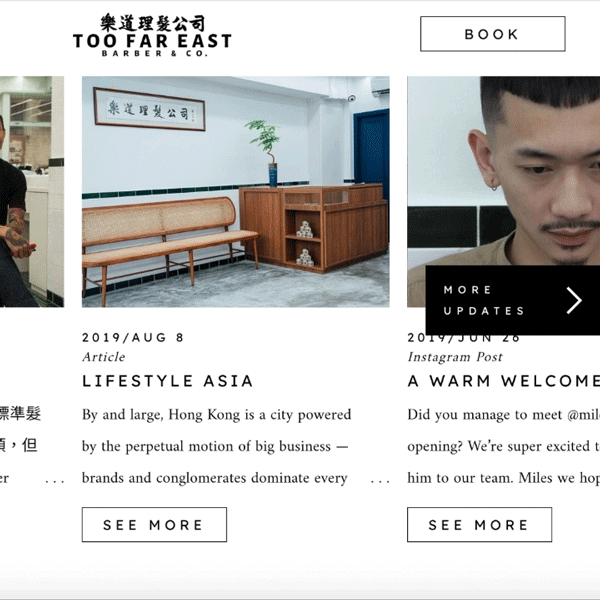 樂道理髮公司
TOO FAR EAST
BARBER & CO.
BOOK
樂道理髮公司
標準髮
項，但
er ...
2019/AUG 8
Article
LIFESTYLE ASIA
By and large, Hong Kong is a city powered
by the perpetual motion of big business —
brands and conglomerates dominate every ...
SEE MORE
MORE
UPDATES
2019/JUN 26
Instagram Post
A WARM WELCOME
Did you manage to meet @mil
opening? We’re super excited t
him to our team. Miles we hop
SEE MORE